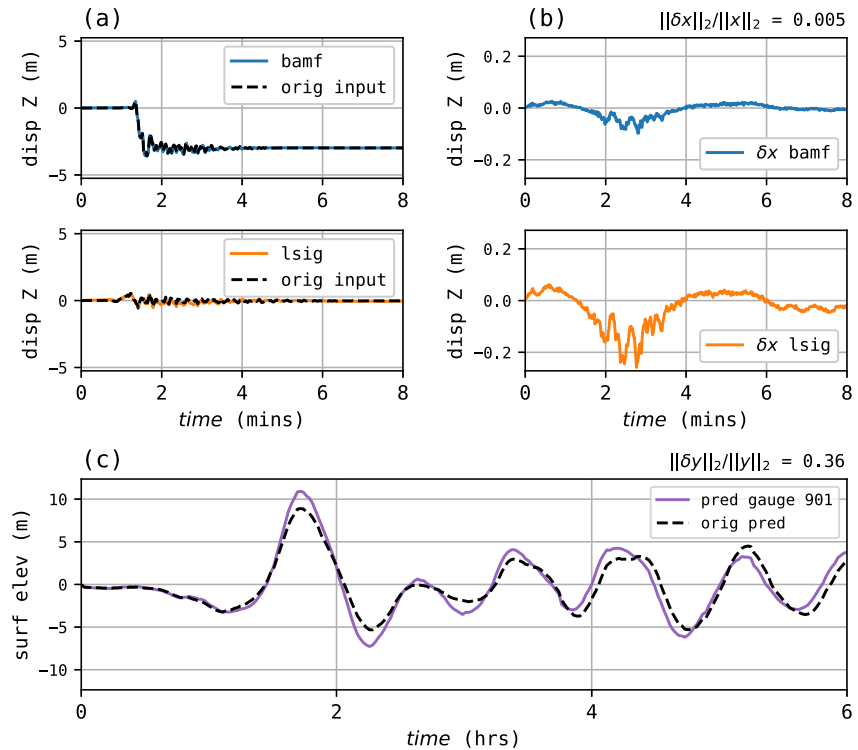 (a)
(b)
||δx||₂/||x||₂ = 0.005
5
0
−5
disp Z (m)
bamf
orig input
0 2 4 6 8
0.2
0.0
−0.2
disp Z (m)
δx bamf
0 2 4 6 8
5
0
−5
disp Z (m)
lsig
orig input
0 2 4 6 8
time (mins)
0.2
0.0
−0.2
disp Z (m)
δx lsig
0 2 4 6 8
time (mins)
(c)
||δy||₂/||y||₂ = 0.36
10
5
0
−5
−10
surf elev (m)
pred gauge 901
orig pred
0 2 4 6
time (hrs)